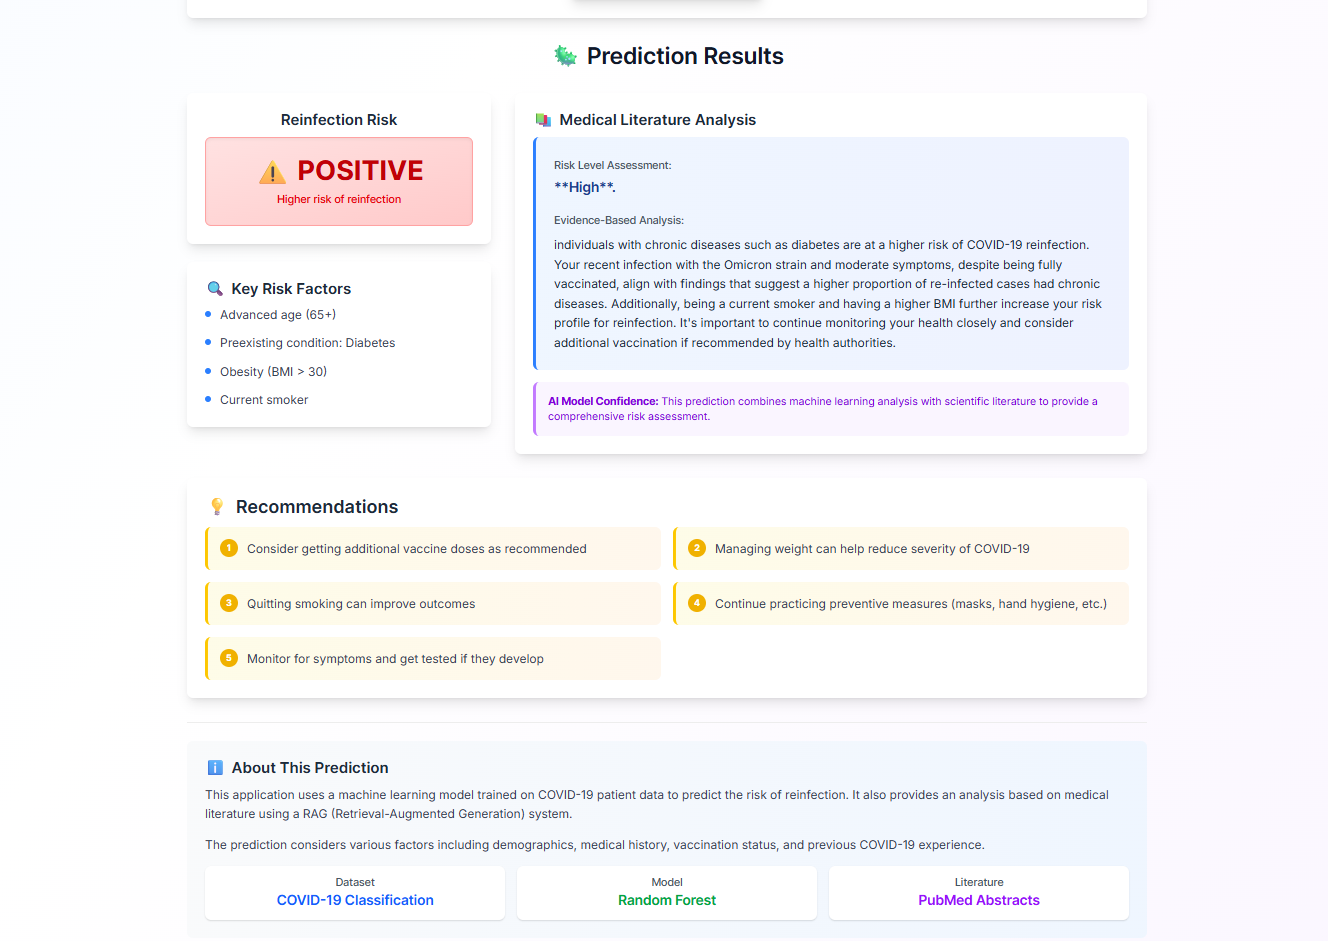 Prediction Results
Reinfection Risk
POSITIVE
Higher risk of reinfection
Key Risk Factors
Advanced age (65+)
Preexisting condition: Diabetes
Obesity (BMI > 30)
Current smoker
Medical Literature Analysis
Risk Level Assessment:
**High**.
Evidence-Based Analysis:
individuals with chronic diseases such as diabetes are at a higher risk of COVID-19 reinfection.
Your recent infection with the Omicron strain and moderate symptoms, despite being fully
vaccinated, align with findings that suggest a higher proportion of re-infected cases had chronic
diseases. Additionally, being a current smoker and having a higher BMI further increase your risk
profile for reinfection. It's important to continue monitoring your health closely and consider
additional vaccination if recommended by health authorities.
AI Model Confidence: This prediction combines machine learning analysis with scientific literature to provide a
comprehensive risk assessment.
Recommendations
1 Consider getting additional vaccine doses as recommended
2 Managing weight can help reduce severity of COVID-19
3 Quitting smoking can improve outcomes
4 Continue practicing preventive measures (masks, hand hygiene, etc.)
5 Monitor for symptoms and get tested if they develop
About This Prediction
This application uses a machine learning model trained on COVID-19 patient data to predict the risk of reinfection. It also provides an analysis based on medical
literature using a RAG (Retrieval-Augmented Generation) system.
The prediction considers various factors including demographics, medical history, vaccination status, and previous COVID-19 experience.
Dataset
COVID-19 Classification
Model
Random Forest
Literature
PubMed Abstracts